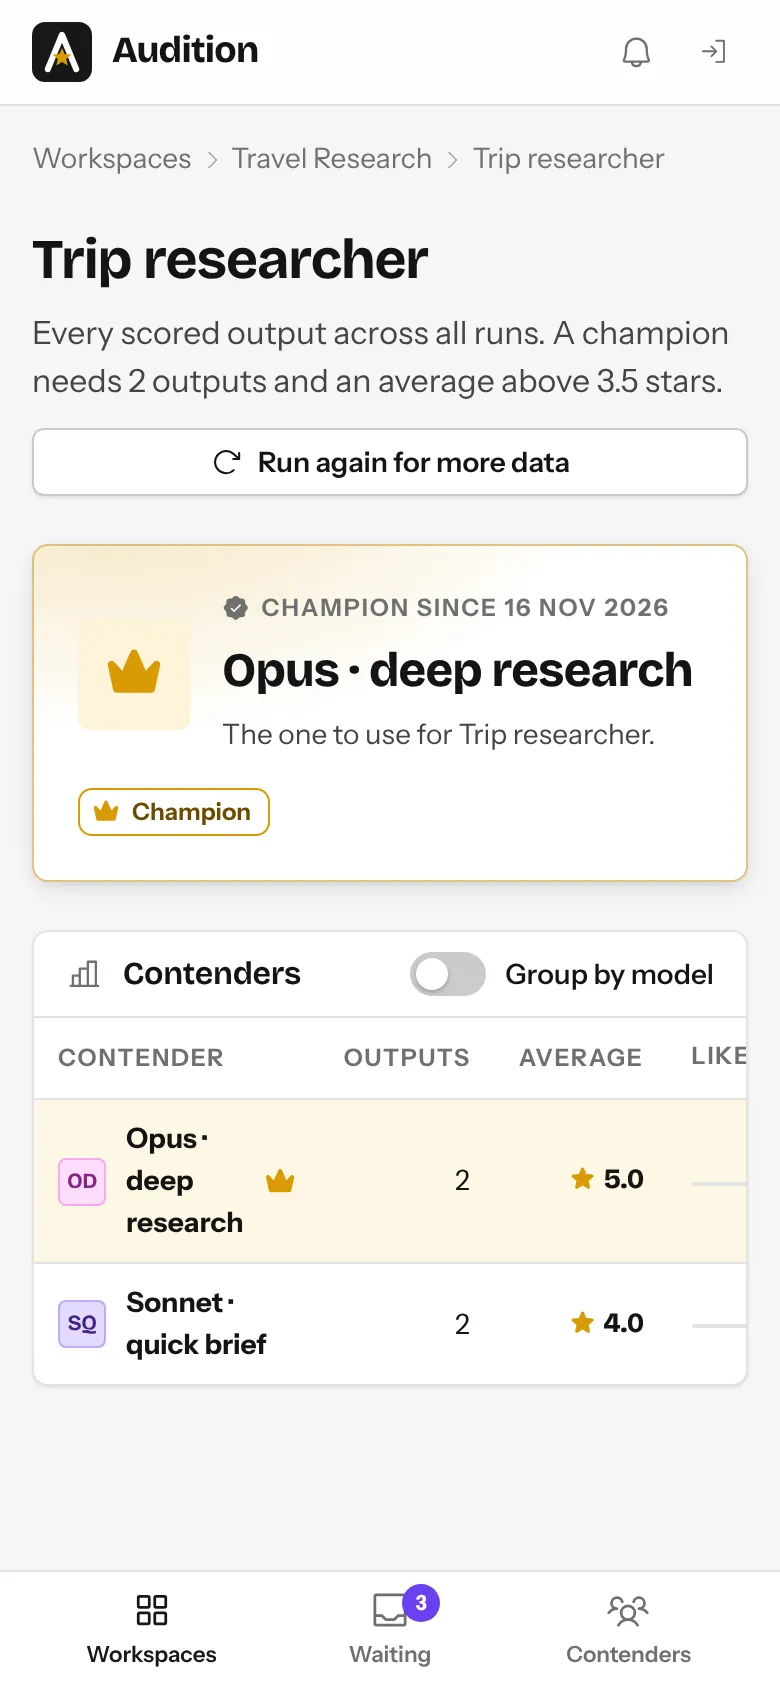 Audition
Workspaces > Travel Research > Trip researcher
Trip researcher
Every scored output across all runs. A champion
needs 2 outputs and an average above 3.5 stars.
Run again for more data
CHAMPION SINCE 16 NOV 2026
Opus · deep research
The one to use for Trip researcher.
Champion
Contenders
Group by model
CONTENDER OUTPUTS AVERAGE LIKE
OD
Opus ·
deep
research
2
5.0
SQ
Sonnet ·
quick brief
2
4.0
Workspaces
Waiting
3
Contenders